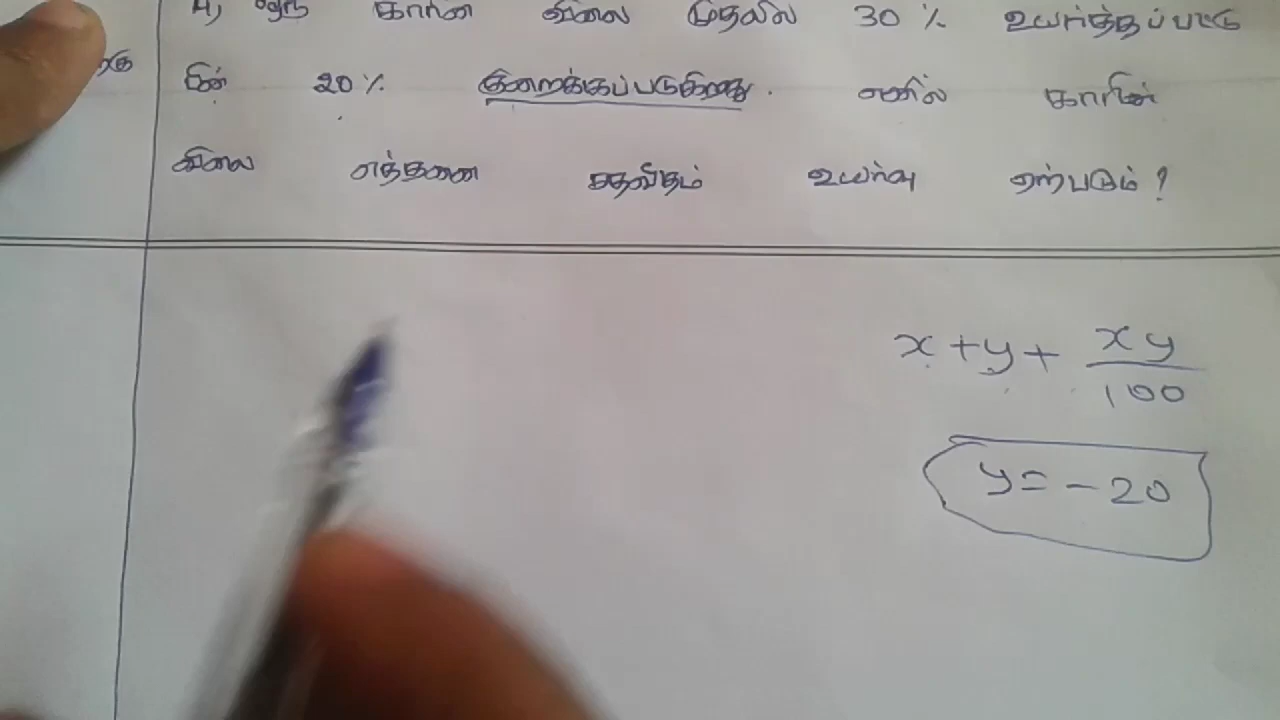 4) ஒரு காரின் விலை முதலில் 30 % உயர்த்தப்பட்டு
பின் 20 % குறைக்கப்படுகிறது. எனில் காரின்
விலை எத்தனை சதவீதம் உயர்வு ஏற்படும் ?
x + y + xy / 100
y = - 20